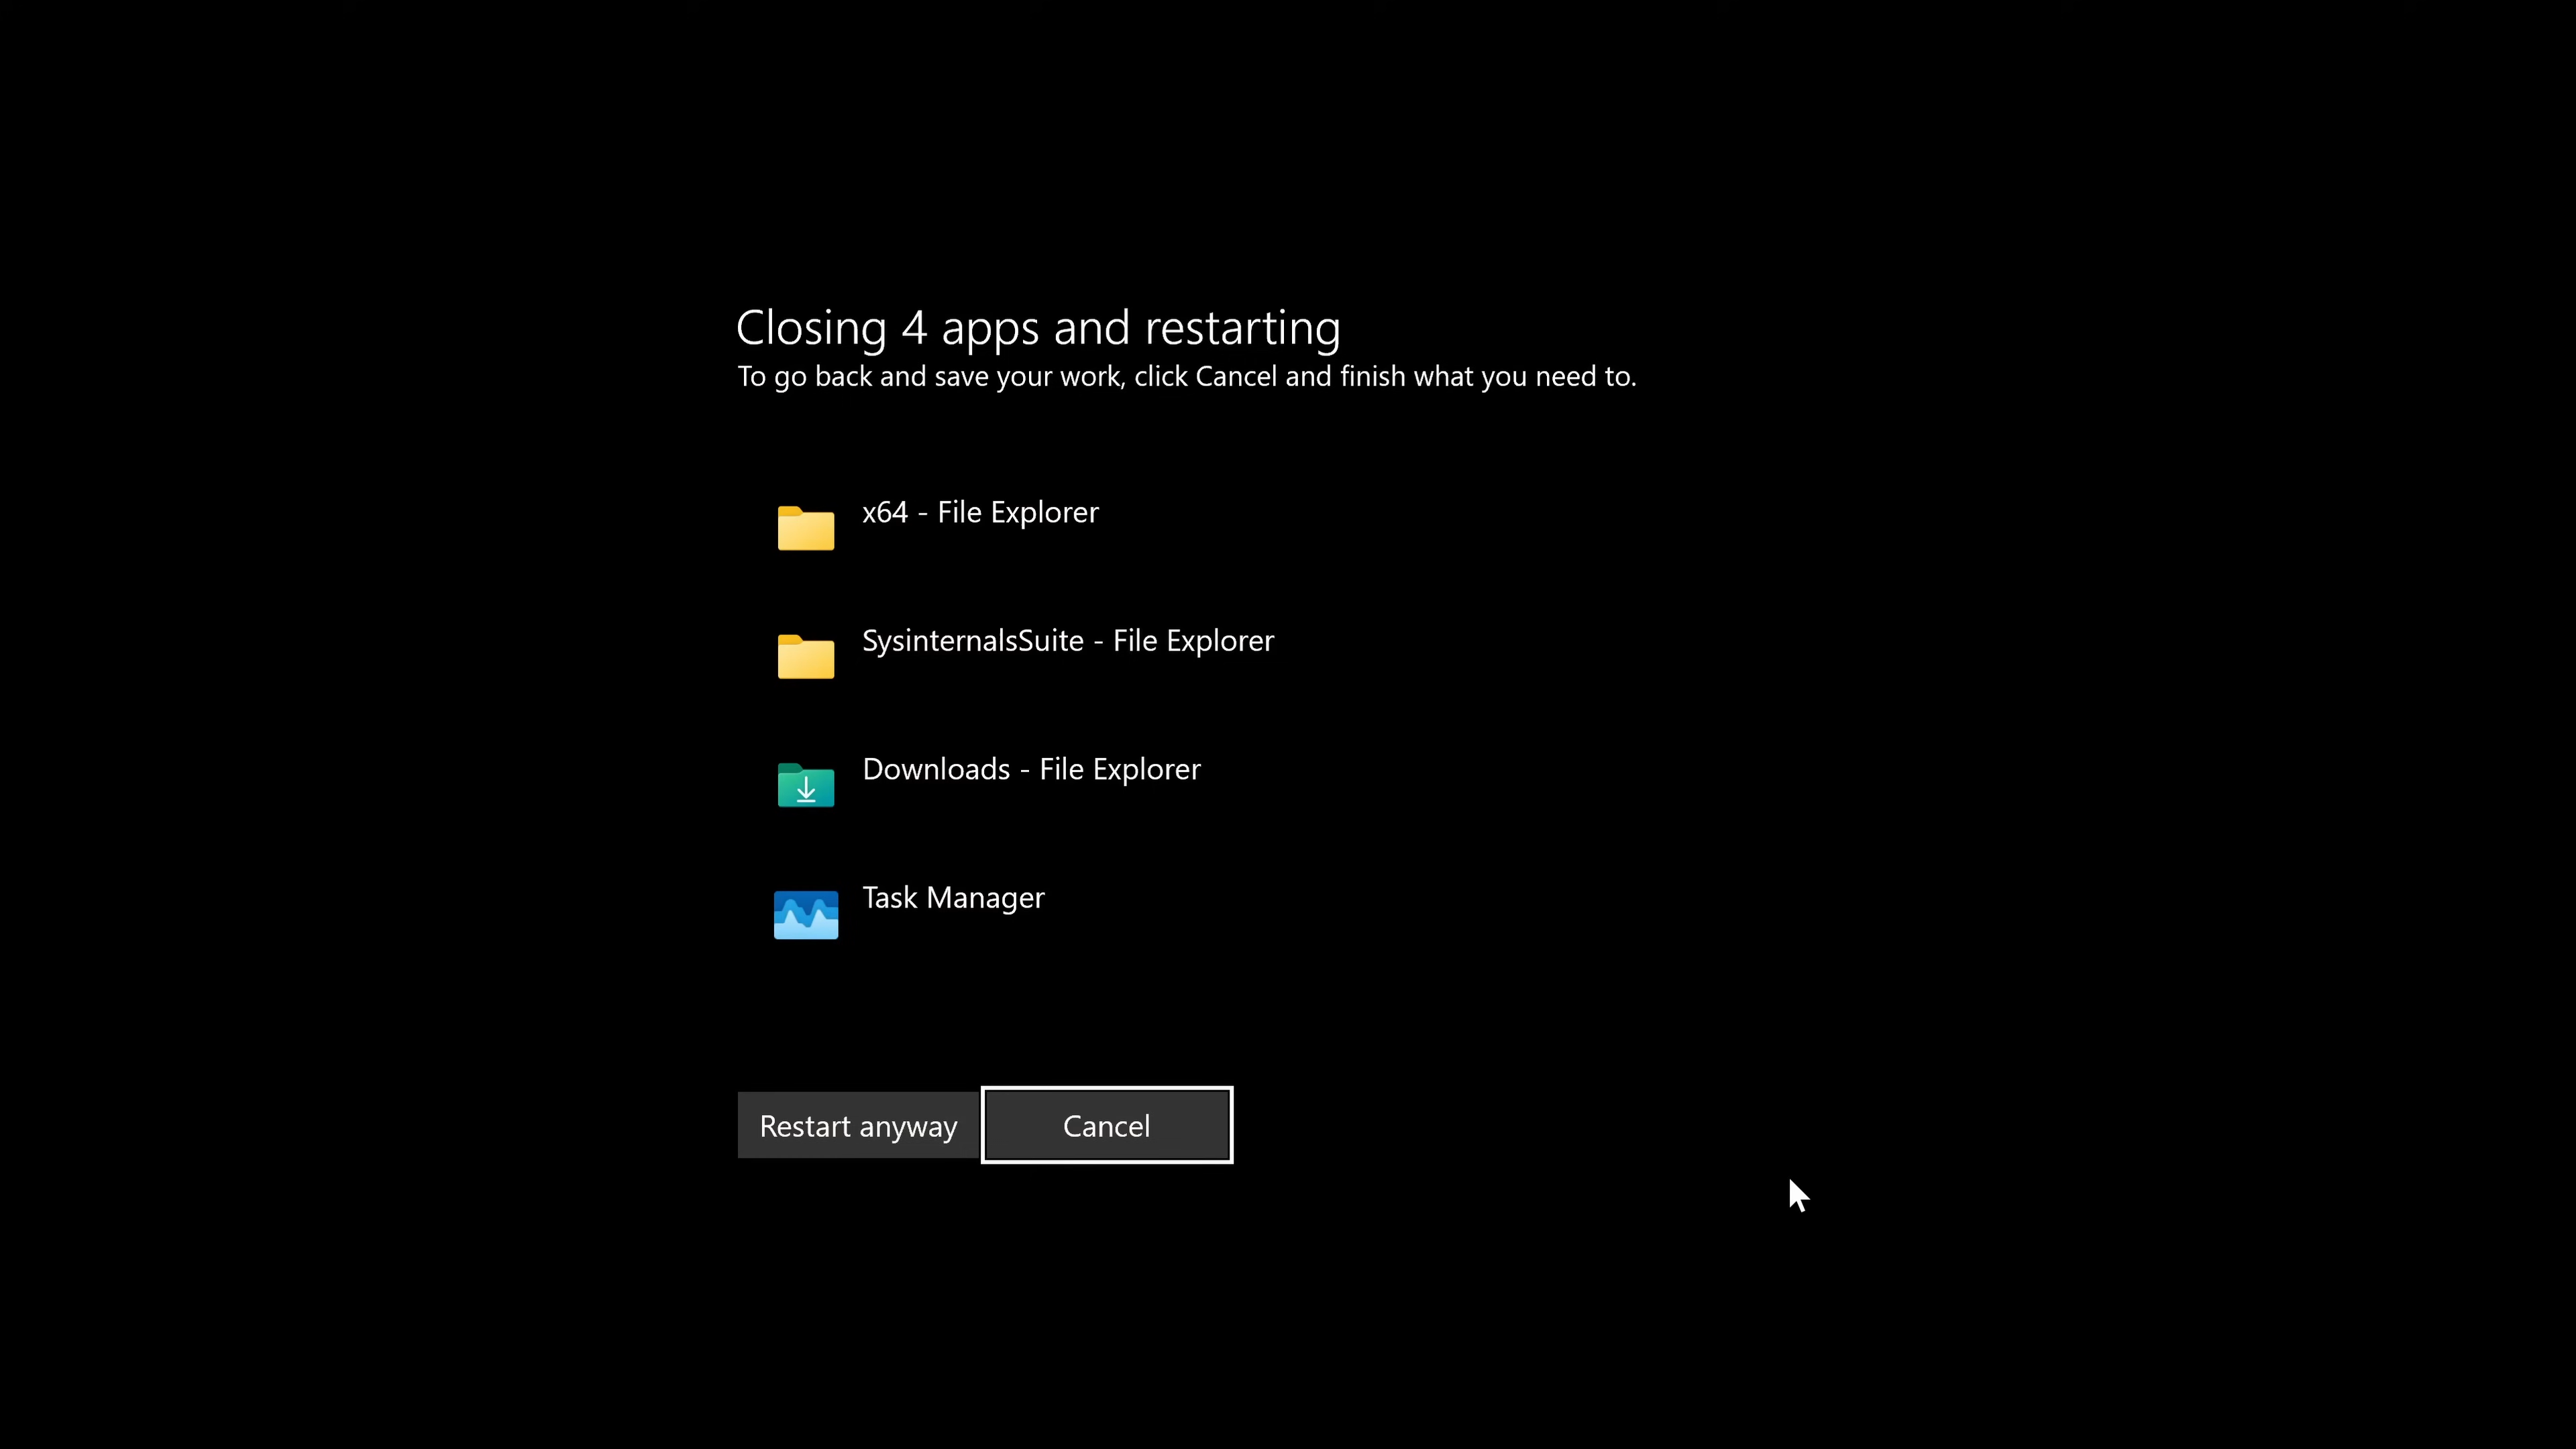 Closing 4 apps and restarting
To go back and save your work, click Cancel and finish what you need to.
x64 - File Explorer
SysinternalsSuite - File Explorer
Downloads - File Explorer
Task Manager
Restart anyway
Cancel